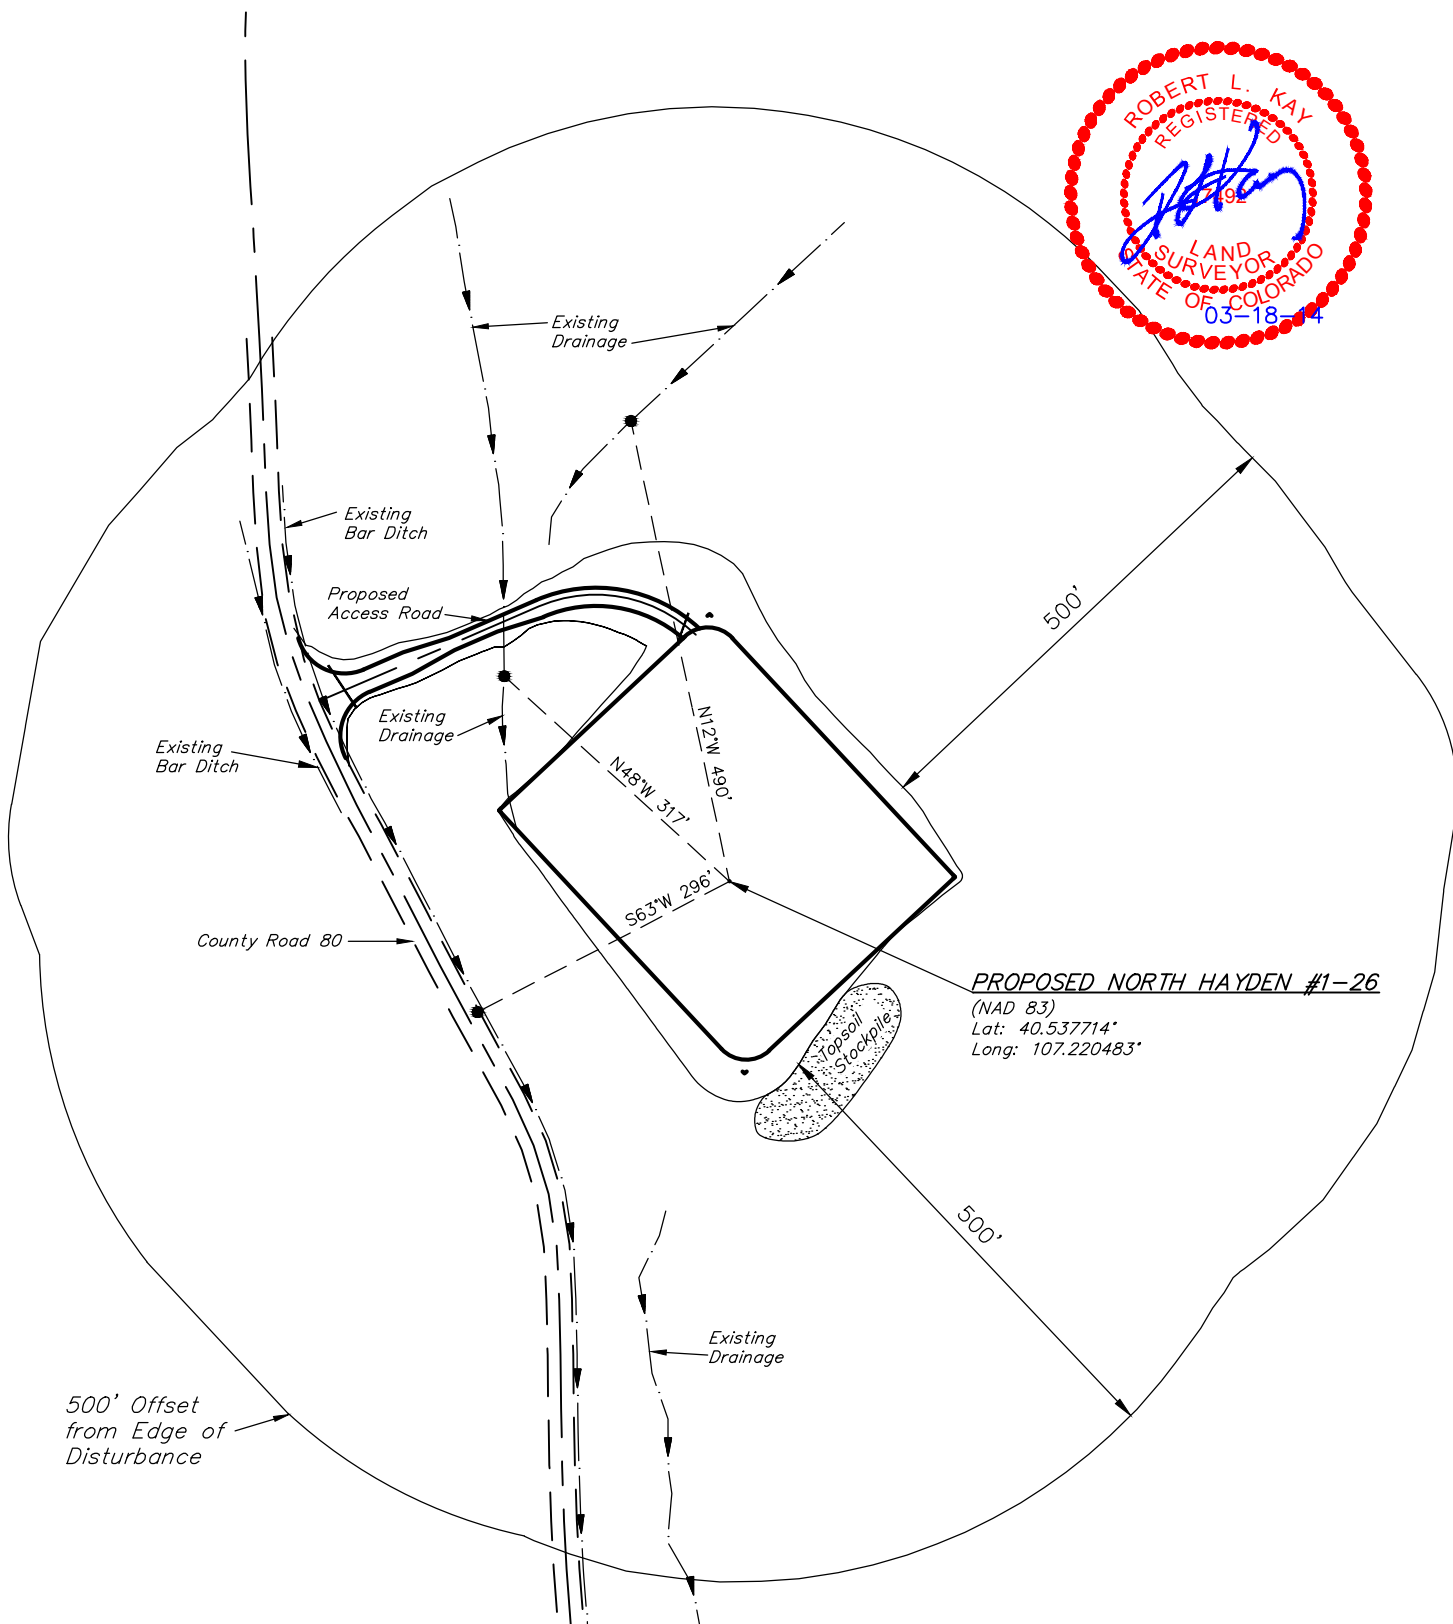 ROBERT L. KAY
REGISTERED
7492
LAND
SURVEYOR
STATE OF COLORADO
03-18-14
Existing
Drainage
Existing
Bar Ditch
Proposed
Access Road
500'
Existing
Drainage
N12°W 490'
Existing
Bar Ditch
N48°W 317'
S63°W 296'
County Road 80
PROPOSED NORTH HAYDEN #1-26
(NAD 83)
Lat: 40.537714°
Long: 107.220483°
Topsoil
Stockpile
500'
Existing
Drainage
500' Offset
from Edge of
Disturbance